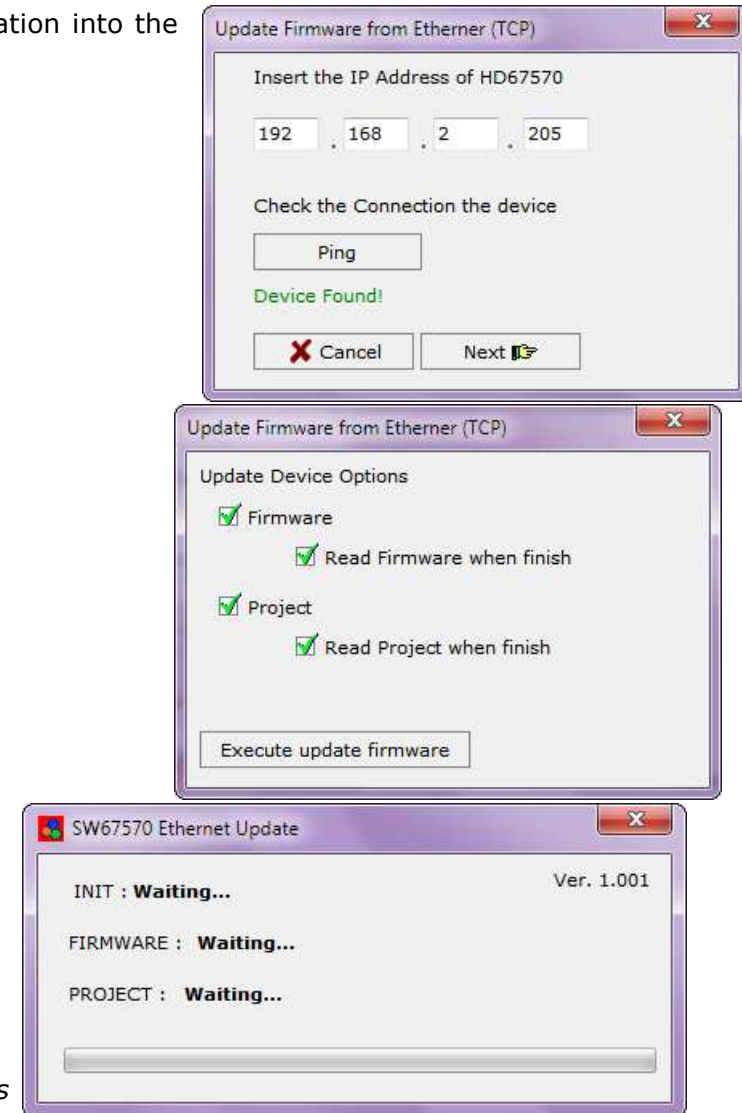 ation into the
Update Firmware from Etherner (TCP)
Insert the IP Address of HD67570
192 . 168 . 2 . 205
Check the Connection the device
Ping
Device Found!
Cancel Next
Update Firmware from Etherner (TCP)
Update Device Options
Firmware
Read Firmware when finish
Project
Read Project when finish
Execute update firmware
SW67570 Ethernet Update
Ver. 1.001
INIT : Waiting...
FIRMWARE : Waiting...
PROJECT : Waiting...
s